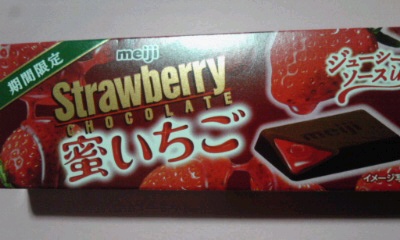 期間限定
meiji
Strawberry
CHOCOLATE
蜜いちご
ジューシー
ソース
meiji
イメージ